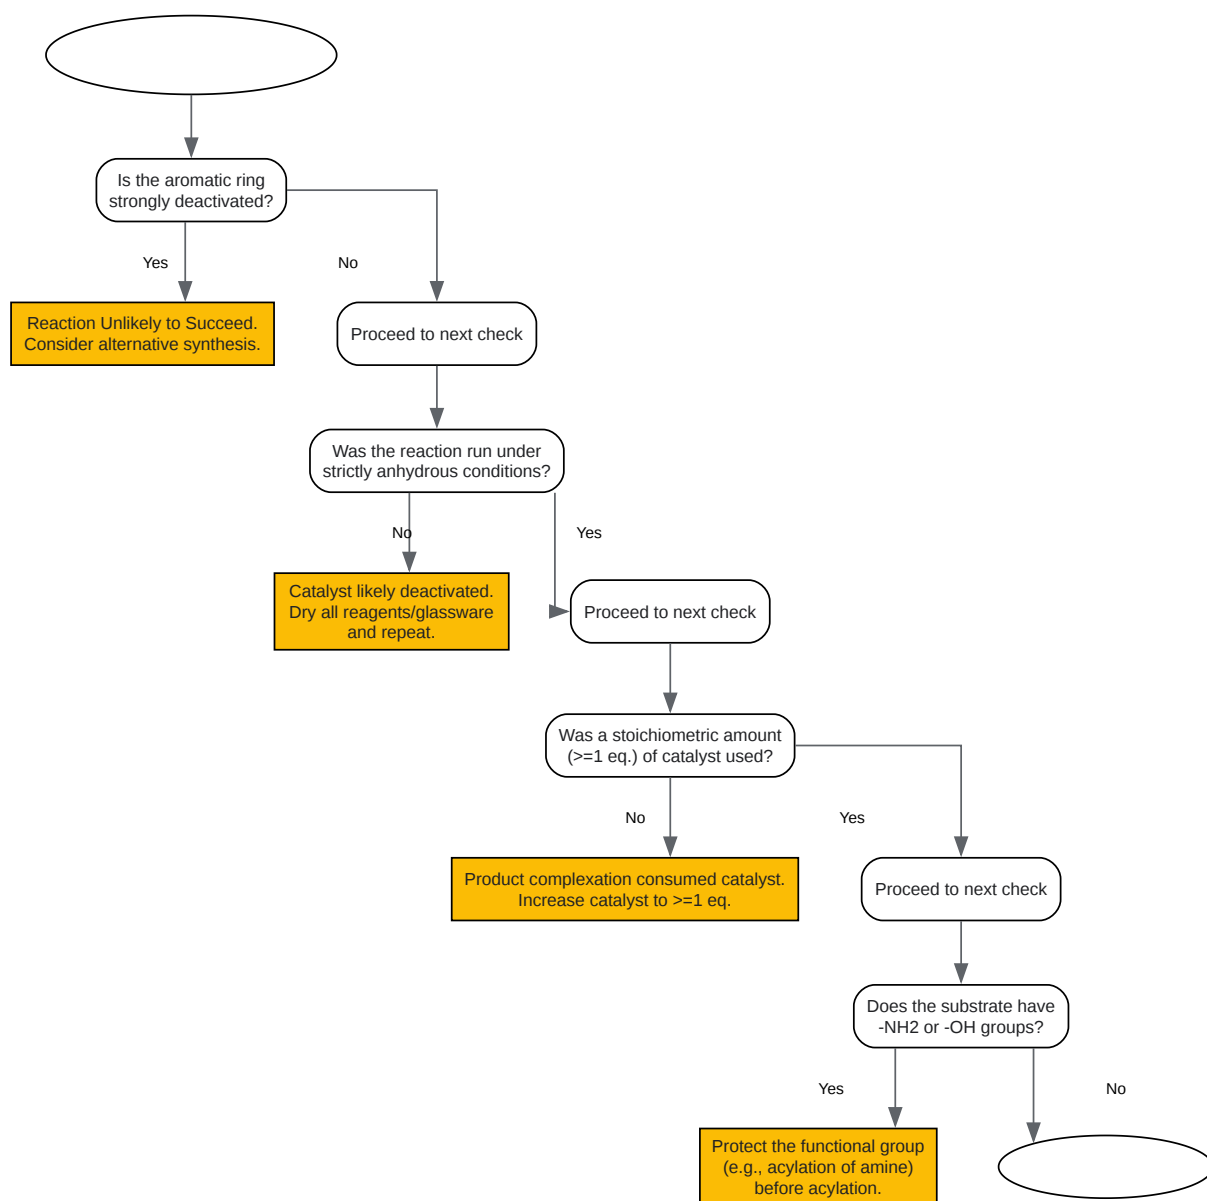 Is the aromatic ring
strongly deactivated?
Yes
No
Reaction Unlikely to Succeed.
Consider alternative synthesis.
Proceed to next check
Was the reaction run under
strictly anhydrous conditions?
No
Yes
Catalyst likely deactivated.
Dry all reagents/glassware
and repeat.
Proceed to next check
Was a stoichiometric amount
(>=1 eq.) of catalyst used?
No
Yes
Product complexation consumed catalyst.
Increase catalyst to >=1 eq.
Proceed to next check
Does the substrate have
-NH2 or -OH groups?
Yes
No
Protect the functional group
(e.g., acylation of amine)
before acylation.